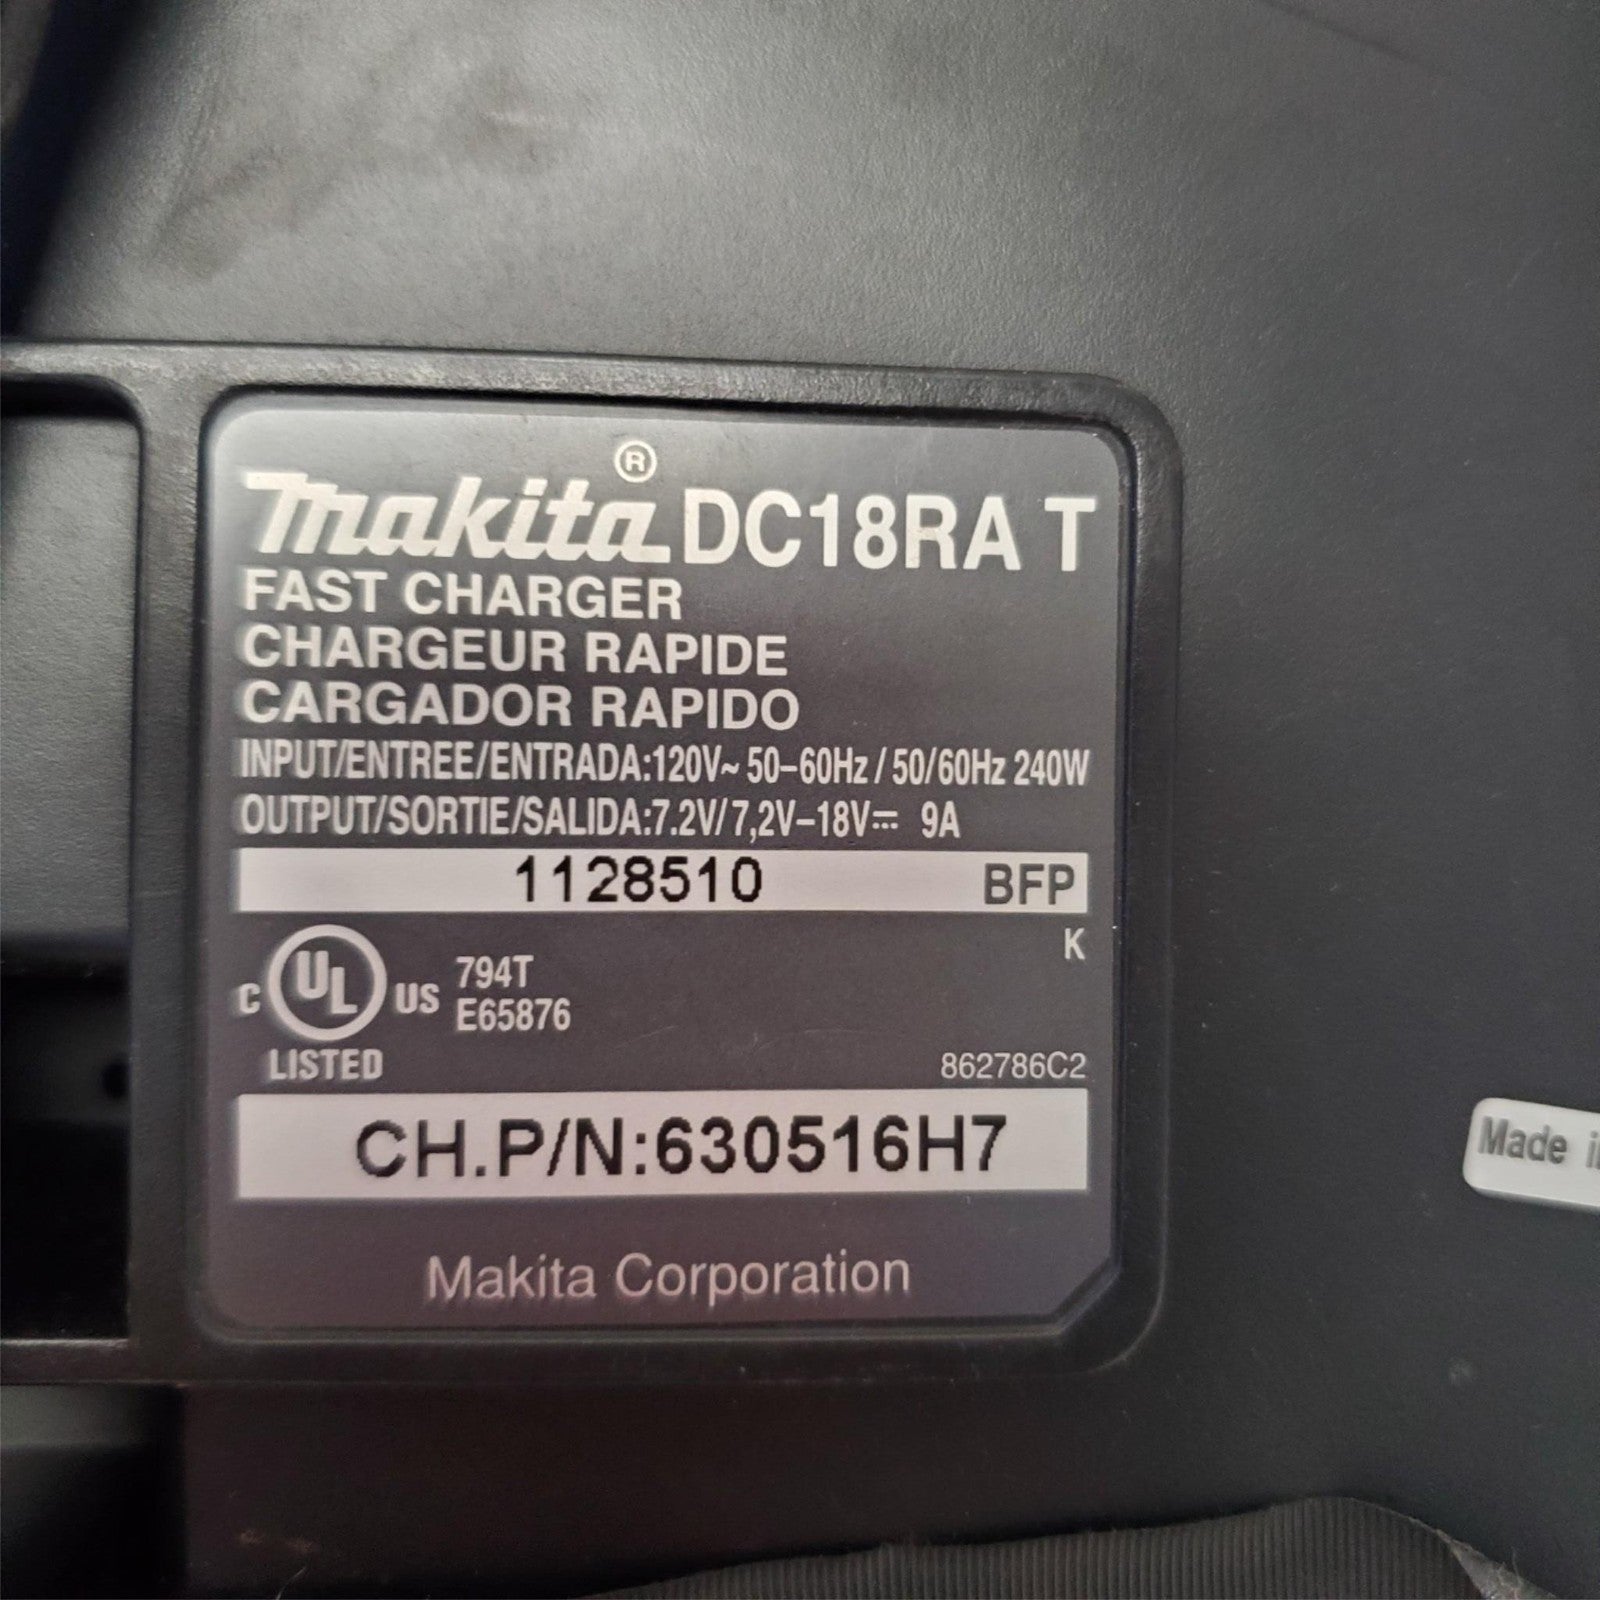 makita® DC18RA T
FAST CHARGER
CHARGEUR RAPIDE
CARGADOR RAPIDO
INPUT/ENTREE/ENTRADA:120V~ 50–60Hz / 50/60Hz 240W
OUTPUT/SORTIE/SALIDA:7.2V/7,2V–18V⎓ 9A
1128510 BFP
K
C UL US 794T
E65876
LISTED
862786C2
CH.P/N:630516H7
Makita Corporation
Made